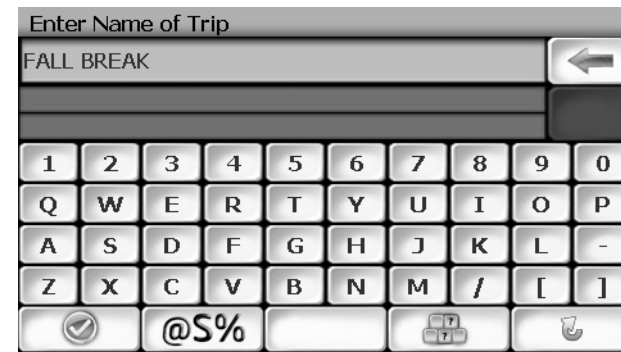 Enter Name of Trip
FALL BREAK
1 2 3 4 5 6 7 8 9 0
Q W E R T Y U I O P
A S D F G H J K L -
Z X C V B N M / [ ]
@S% ? ?